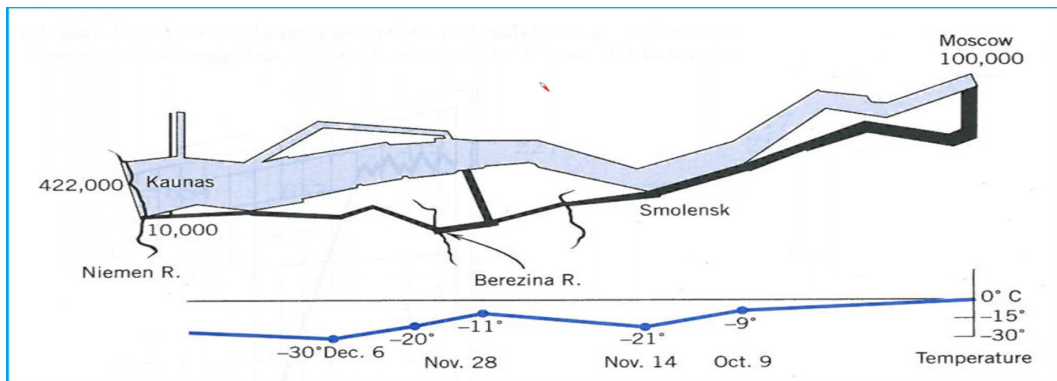 Moscow
100,000
422,000
Kaunas
10,000
Smolensk
Niemen R.
Berezina R.
0° C
-15°
-30°
-30°Dec. 6
-20°
-11°
Nov. 28
-21°
Nov. 14
-9°
Oct. 9
Temperature